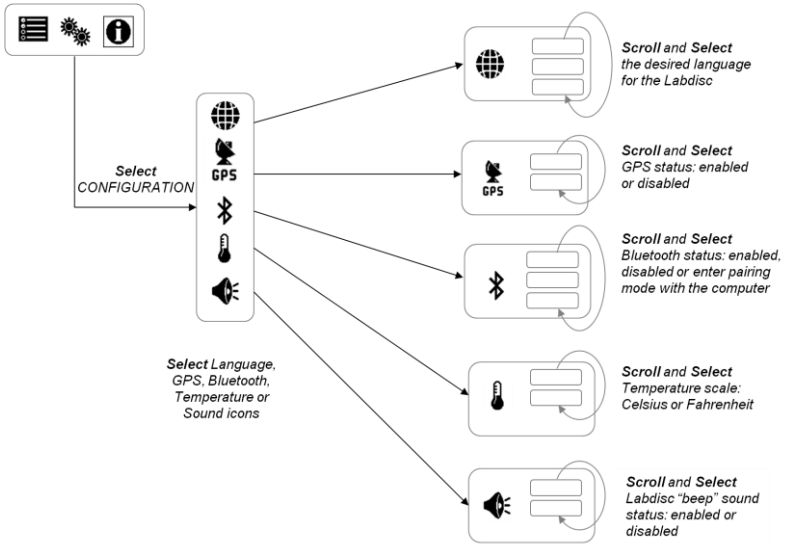 Select
CONFIGURATION
GPS
Select Language,
GPS, Bluetooth,
Temperature or
Sound icons
Scroll and Select
the desired language
for the Labdisc
GPS
Scroll and Select
GPS status: enabled
or disabled
Scroll and Select
Bluetooth status: enabled,
disabled or enter pairing
mode with the computer
Scroll and Select
Temperature scale:
Celsius or Fahrenheit
Scroll and Select
Labdisc “beep” sound
status: enabled or
disabled